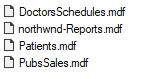 DoctorsSchedules.mdf
northwnd-Reports.mdf
Patients.mdf
PubsSales.mdf